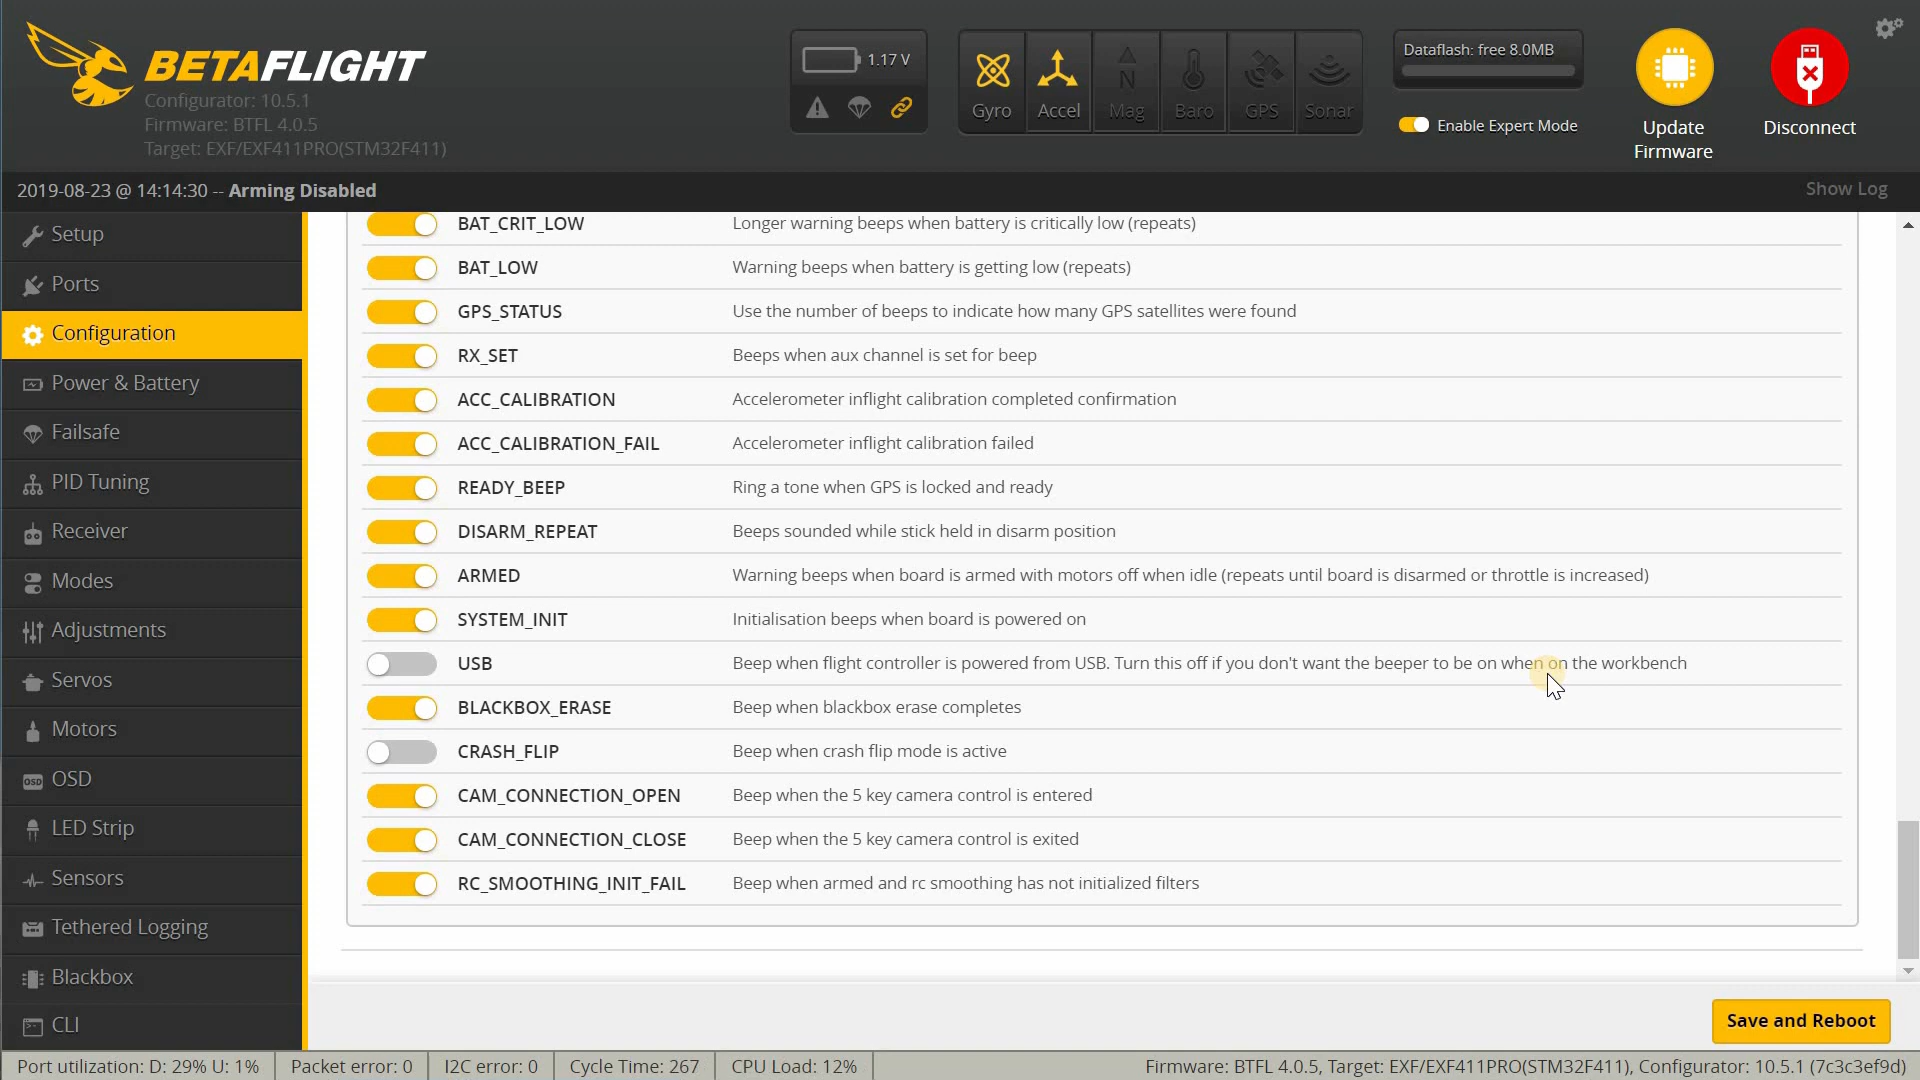 BETAFLIGHT
Configurator: 10.5.1
Firmware: BTFL 4.0.5
Target: EXF/EXF411PRO(STM32F411)
1.17 V
Gyro
Accel
N
Mag
Baro
GPS
Sonar
Dataflash: free 8.0MB
Enable Expert Mode
Update
Firmware
Disconnect
2019-08-23 @ 14:14:30 -- Arming Disabled
Show Log
Setup
Ports
Configuration
Power & Battery
Failsafe
PID Tuning
Receiver
Modes
Adjustments
Servos
Motors
OSD OSD
LED Strip
Sensors
Tethered Logging
Blackbox
CLI
BAT_CRIT_LOW Longer warning beeps when battery is critically low (repeats)
BAT_LOW Warning beeps when battery is getting low (repeats)
GPS_STATUS Use the number of beeps to indicate how many GPS satellites were found
RX_SET Beeps when aux channel is set for beep
ACC_CALIBRATION Accelerometer inflight calibration completed confirmation
ACC_CALIBRATION_FAIL Accelerometer inflight calibration failed
READY_BEEP Ring a tone when GPS is locked and ready
DISARM_REPEAT Beeps sounded while stick held in disarm position
ARMED Warning beeps when board is armed with motors off when idle (repeats until board is disarmed or throttle is increased)
SYSTEM_INIT Initialisation beeps when board is powered on
USB Beep when flight controller is powered from USB. Turn this off if you don't want the beeper to be on when on the workbench
BLACKBOX_ERASE Beep when blackbox erase completes
CRASH_FLIP Beep when crash flip mode is active
CAM_CONNECTION_OPEN Beep when the 5 key camera control is entered
CAM_CONNECTION_CLOSE Beep when the 5 key camera control is exited
RC_SMOOTHING_INIT_FAIL Beep when armed and rc smoothing has not initialized filters
Save and Reboot
Port utilization: D: 29% U: 1% Packet error: 0 I2C error: 0 Cycle Time: 267 CPU Load: 12% Firmware: BTFL 4.0.5, Target: EXF/EXF411PRO(STM32F411), Configurator: 10.5.1 (7c3c3ef9d)